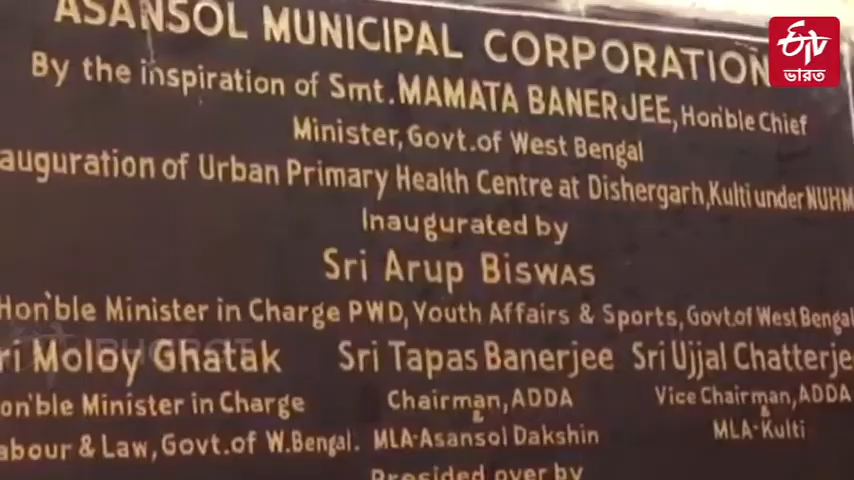 ASANSOL MUNICIPAL CORPORATION
ETV
ভারত
By the inspiration of Smt. MAMATA BANERJEE, Hon'ble Chief
Minister, Govt. of West Bengal
auguration of Urban Primary Health Centre at Dishergarh, Kulti under NUHM
Inaugurated by
Sri Arup Biswas
Hon'ble Minister in Charge PWD, Youth Affairs & Sports, Govt. of West Bengal
ri Moloy Ghatak Sri Tapas Banerjee Sri Ujjal Chatterje
on'ble Minister in Charge Chairman, ADDA Vice Chairman, ADDA
& &
abour & Law, Govt. of W. Bengal. MLA-Asansol Dakshin MLA-Kulti
Presided over by